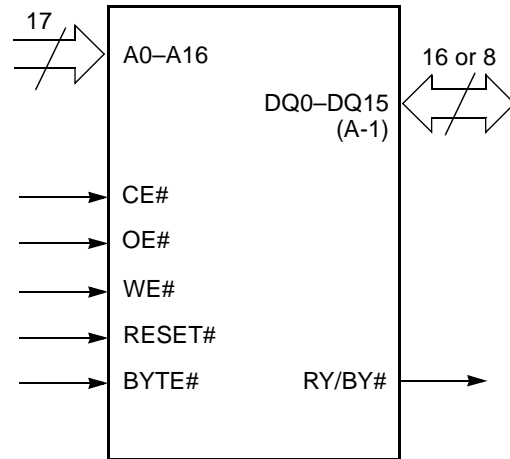 17
A0–A16
16 or 8
DQ0–DQ15
(A-1)
CE#
OE#
WE#
RESET#
BYTE#
RY/BY#